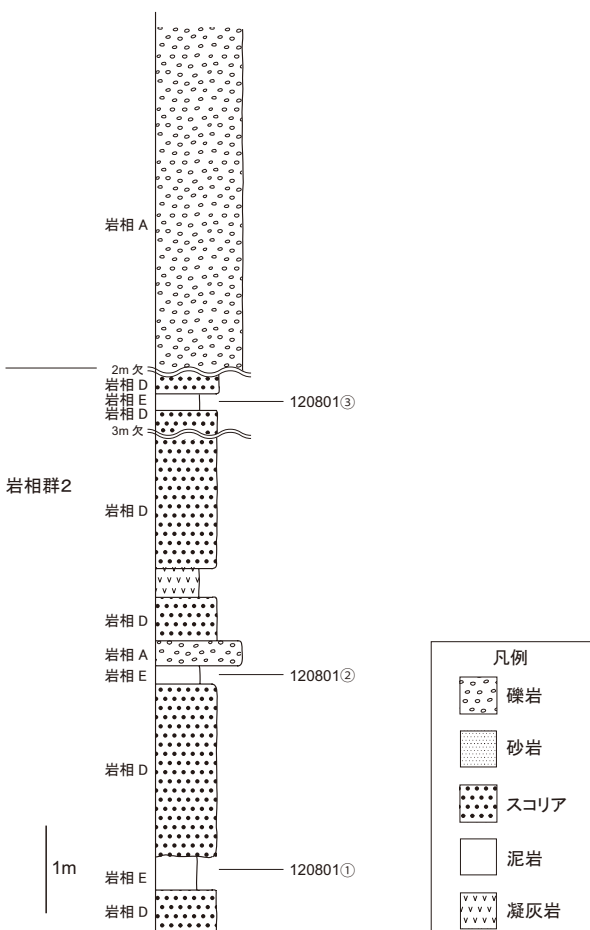 岩相 A
2m 欠
岩相 D
岩相 E
120801③
岩相 D
3m 欠
岩相群2
岩相 D
岩相 D
岩相 A
岩相 E
120801②
岩相 D
1m
岩相 E
120801①
岩相 D
凡例
礫岩
砂岩
スコリア
泥岩
凝灰岩